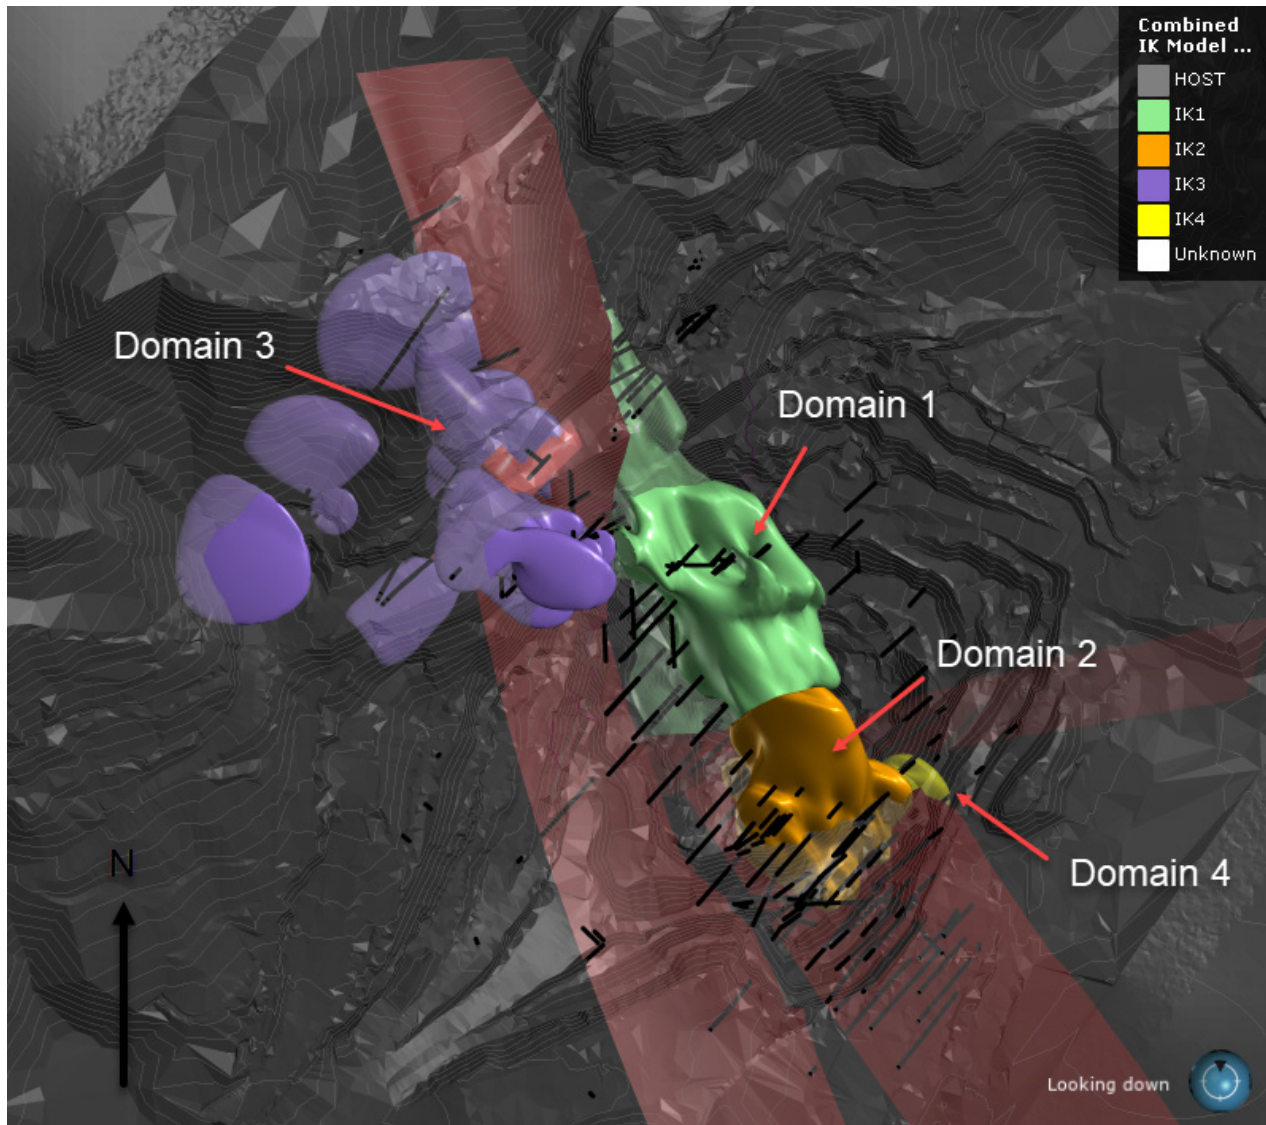 Combined
IK Model ...
HOST
IK1
IK2
IK3
IK4
Unknown
Domain 3
Domain 1
Domain 2
Domain 4
N
Looking down